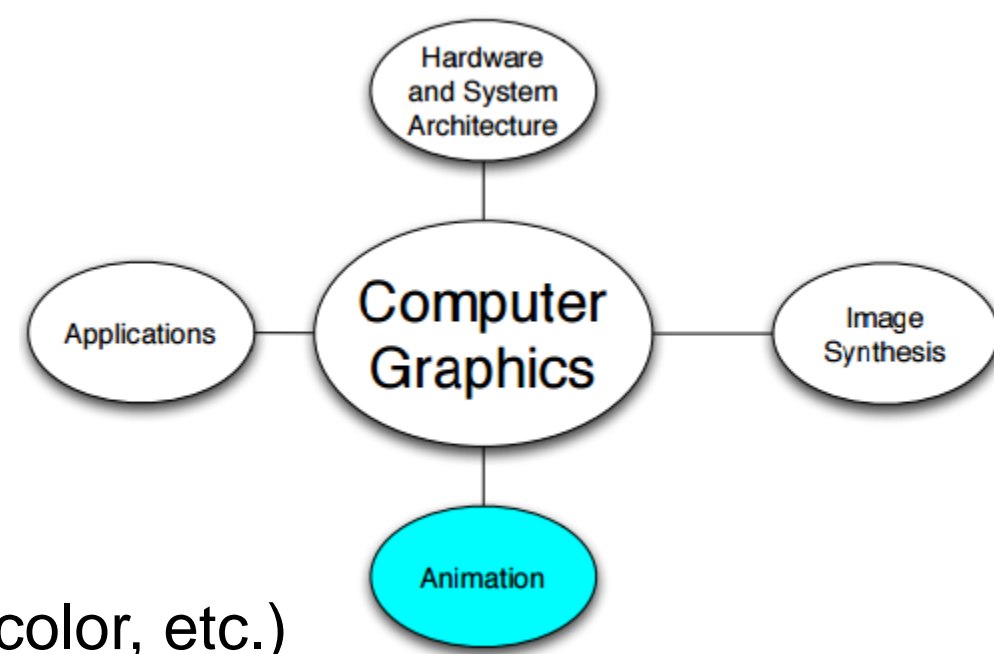 Hardware
and System
Architecture
Computer
Graphics
Applications
Image
Synthesis
Animation
color, etc.)